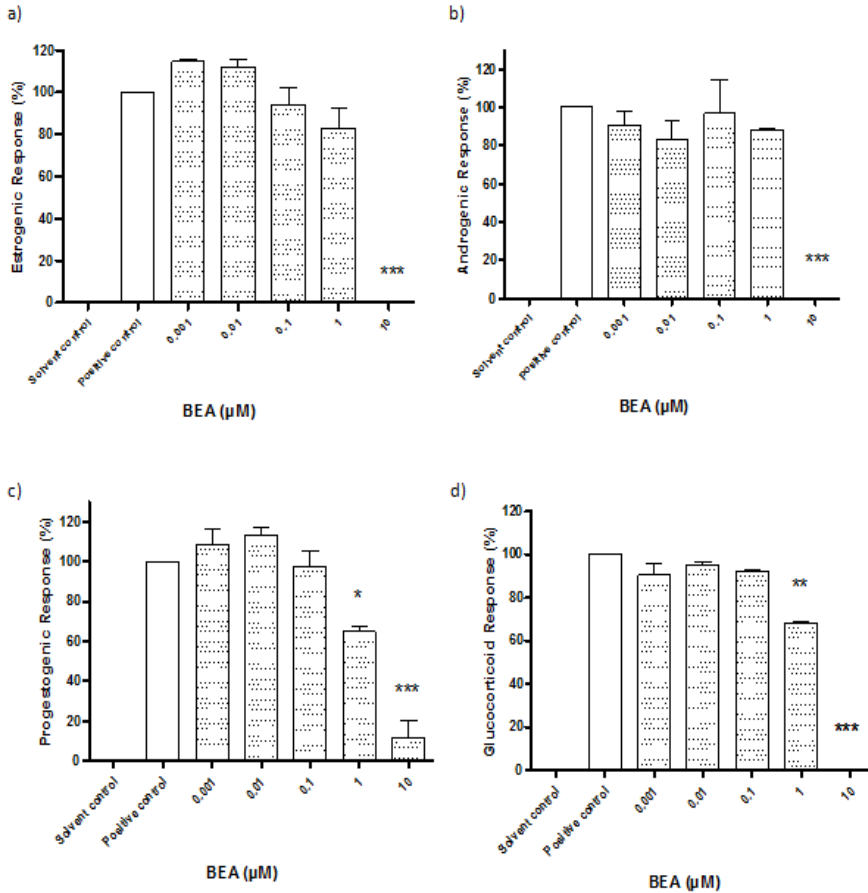 a)
Estrogenic Response (%)
120
100
80
60
40
20
0
***
Solvent control
Positive control
0.001
0.01
0.1
1
10
BEA (µM)
b)
Androgenic Response (%)
120
100
80
60
40
20
0
***
Solvent control
positive control
0.001
0.01
0.1
1
10
BEA (µM)
c)
Progestogenic Response (%)
120
100
80
60
40
20
0
*
***
Solvent control
Positive control
0.001
0.01
0.1
1
10
BEA (µM)
d)
Glucocorticoid Response (%)
120
100
80
60
40
20
0
**
***
Solvent control
Positive control
0.001
0.01
0.1
1
10
BEA (µM)